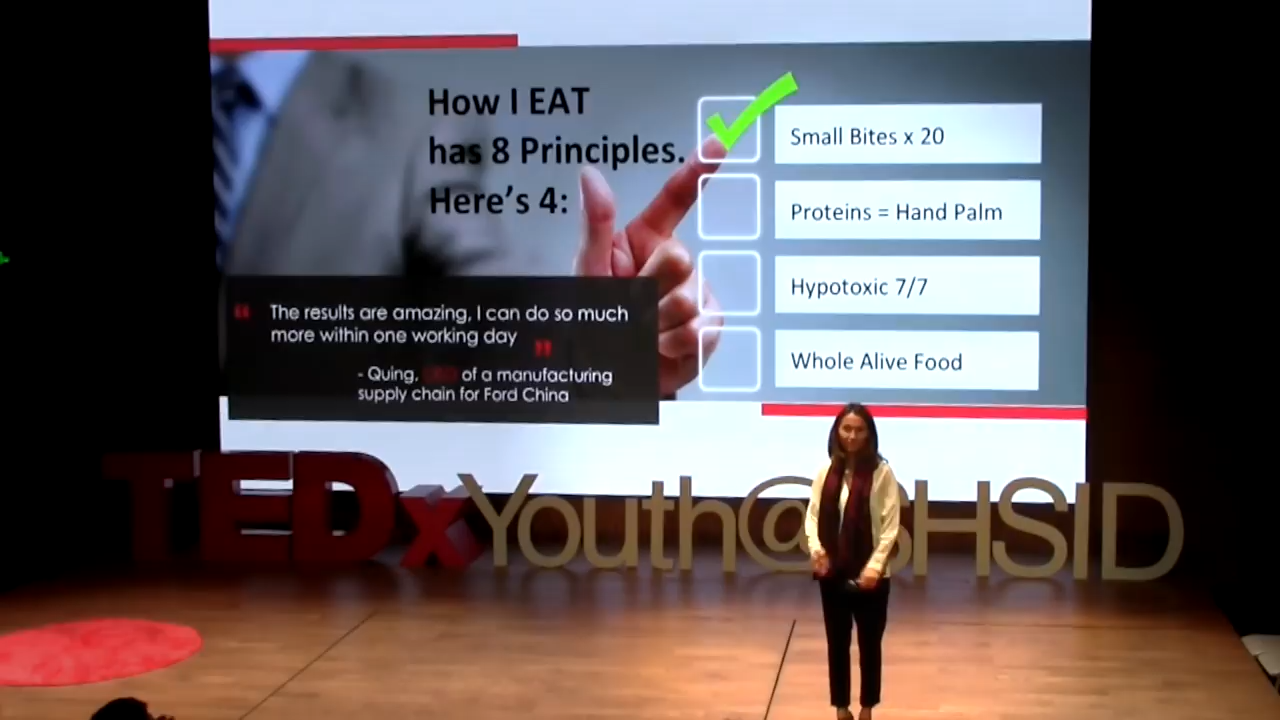 How I EAT
has 8 Principles.
Here's 4:
Small Bites x 20
Proteins = Hand Palm
Hypotoxic 7/7
Whole Alive Food
“ The results are amazing, I can do so much
more within one working day ”
- Quing, CEO of a manufacturing
supply chain for Ford China
TEDxYouth@SHSID